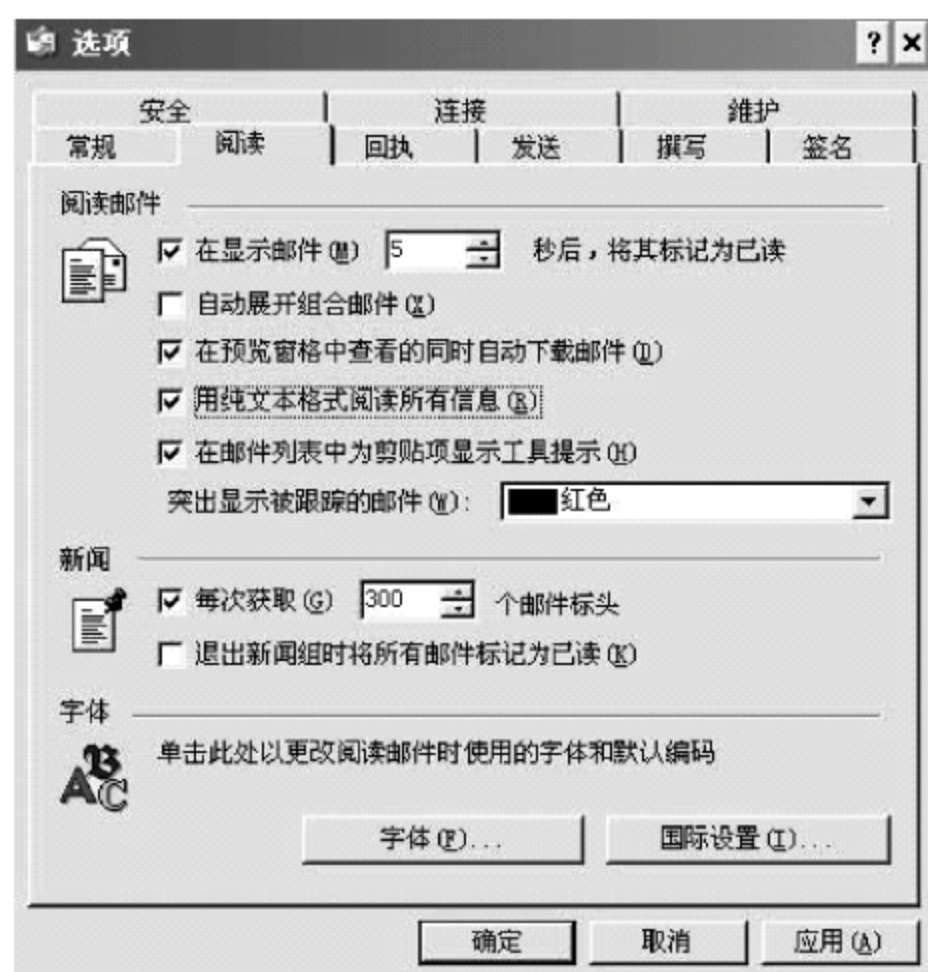 选项
安全 连接 维护
常规 阅读 回执 发送 撰写 签名
阅读邮件
在显示邮件(M) 5 秒后，将其标记为已读
自动展开组合邮件(X)
在预览窗格中查看的同时自动下载邮件(D)
用纯文本格式阅读所有信息(R)
在邮件列表中为剪贴项显示工具提示(H)
突出显示被跟踪的邮件(W): 红色
新闻
每次获取(G) 300 个邮件标头
退出新闻组时将所有邮件标记为已读(K)
字体
单击此处以更改阅读邮件时使用的字体和默认编码
字体(F)... 国际设置(I)...
确定 取消 应用(A)